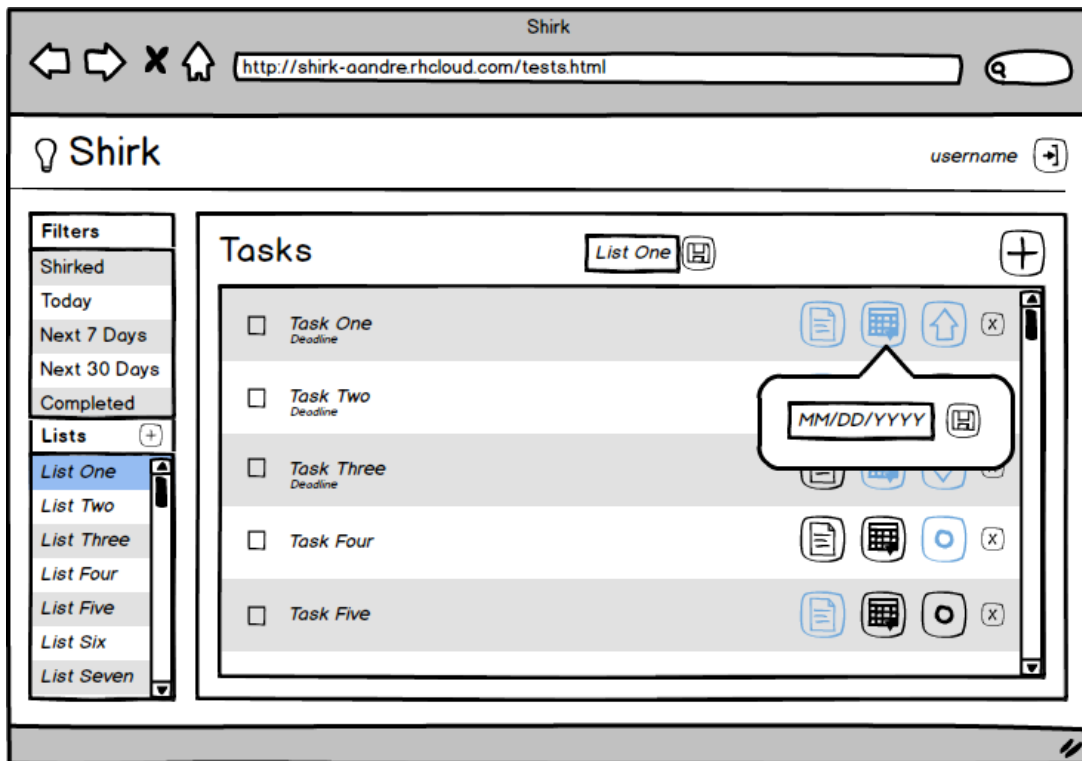 Shirk
http://shirk-aandre.rhcloud.com/tests.html
Shirk
username
Filters
Shirked
Today
Next 7 Days
Next 30 Days
Completed
Lists
List One
List Two
List Three
List Four
List Five
List Six
List Seven
Tasks
List One
Task One
Deadline
Task Two
Deadline
MM/DD/YYYY
Task Three
Deadline
Task Four
Task Five